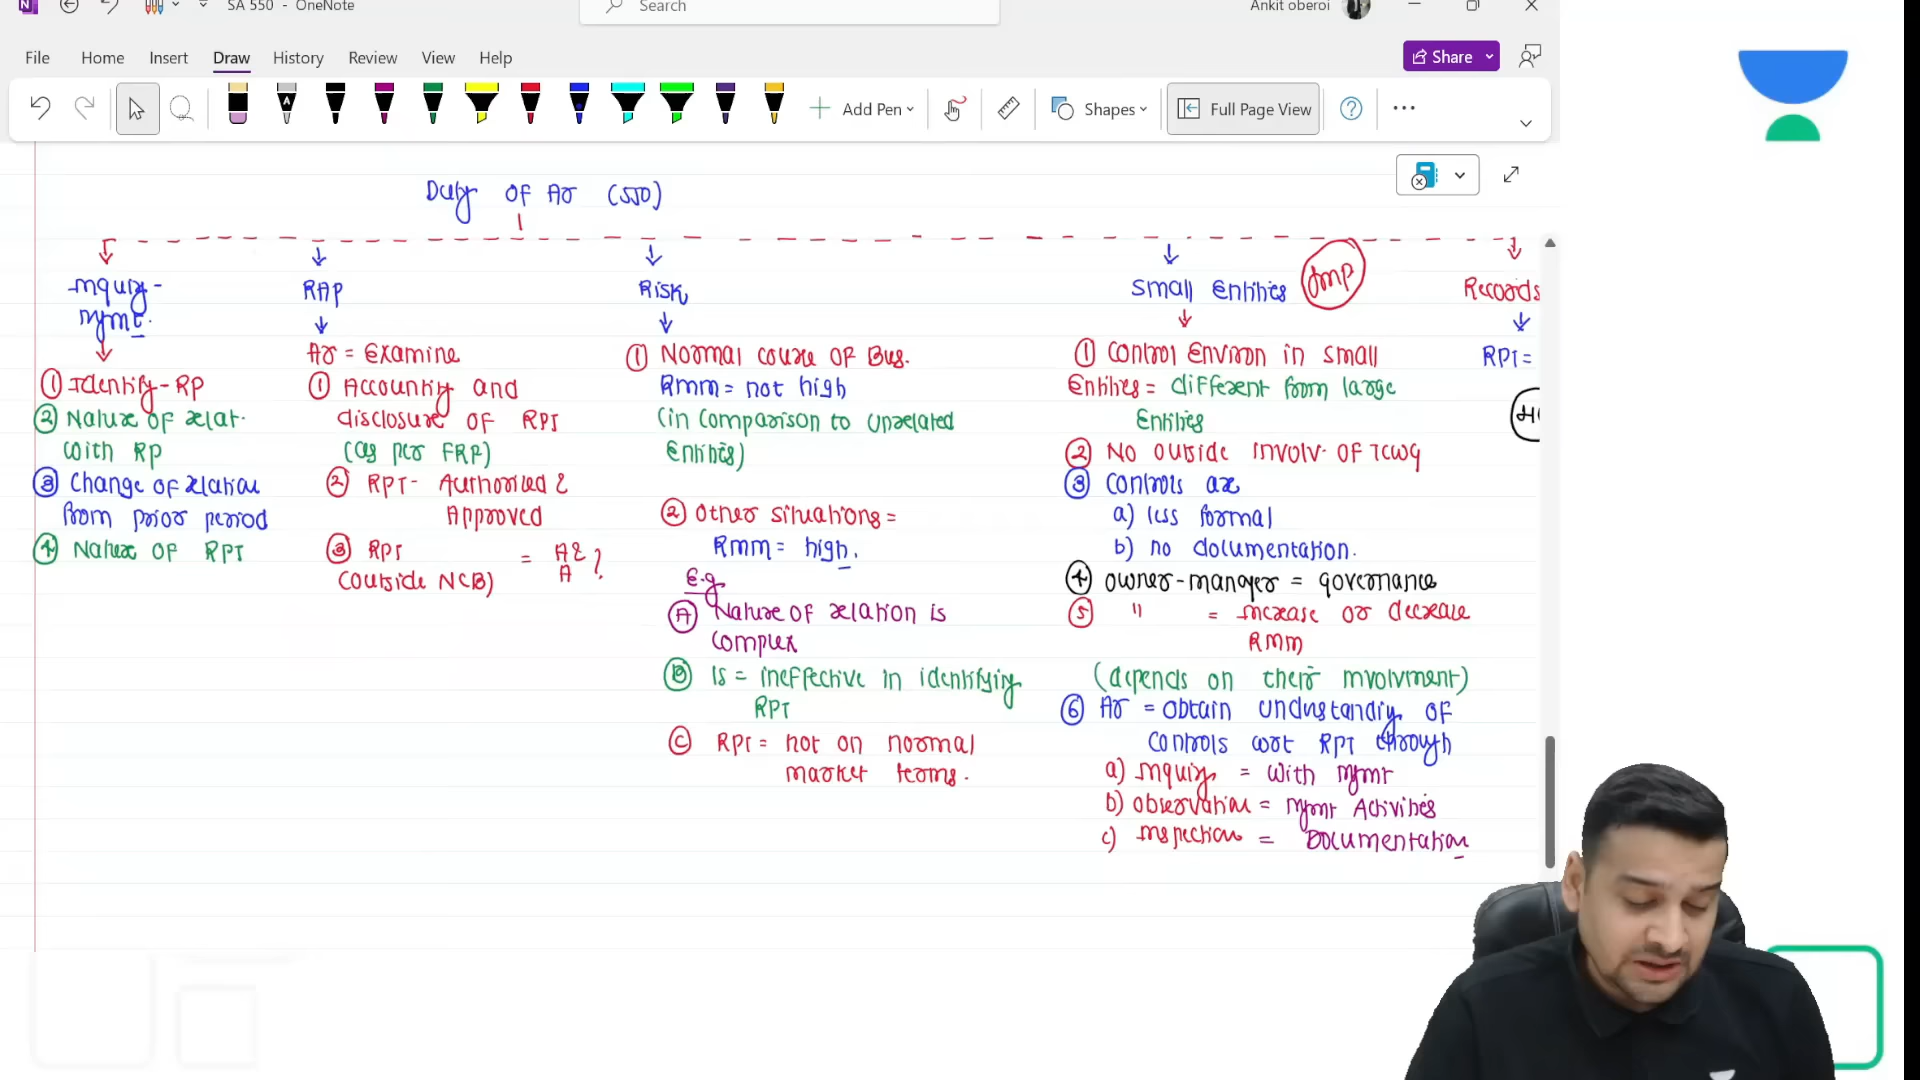 SA 550 - OneNote
Search
Ankit oberoi
File Home Insert Draw History Review View Help
Share
Add Pen
Shapes
Full Page View
Duty of Ar (550)
Inquiry-
Mgmt.
① Identify-RP
② Nature of relat.
with RP
③ Change of relation
from prior period
④ Nature of RPT
RAP
Ar = Examine
① Accounting and
disclosure of RPT
(as per FRF)
② RPT- Authorized &
Approved
③ RPT = A&
(outside NCB) A ?
Risk
① Normal course of Bus.
Rmm = not high
(in comparison to unrelated
Entities)
② Other situations =
Rmm = high.
E.g
Ⓐ Nature of relation is
complex
Ⓑ Is = ineffective in identifying
RPT
Ⓒ RPT = not on normal
market terms.
Small Entities Imp
① Control Environ in small
Entities = different from large
Entities
② No outside involv. of TCWG
③ Controls are
a) less formal
b) no documentation.
④ owner-manager = governance
⑤ " = increase or decrease
RMM
(depends on their involvment)
⑥ Ar = obtain understanding of
controls wrt RPT through
a) Inquiry = with mgmt
b) observation = mgmt Activities
c) Inspection = Documentation
Records
RPT =